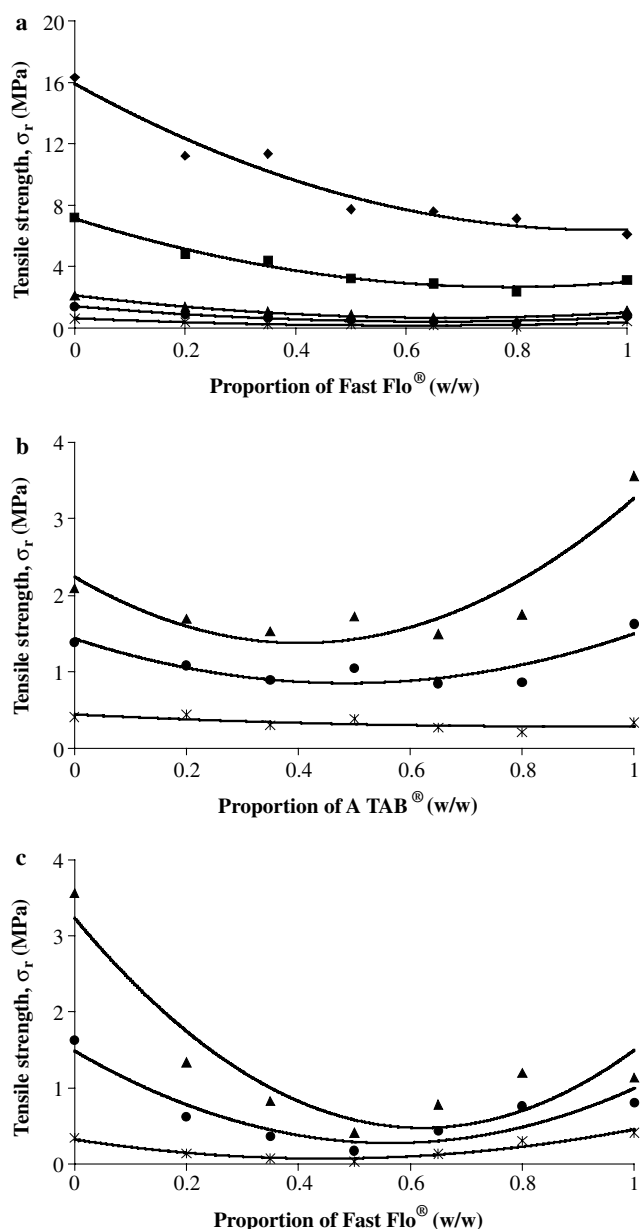 a
Tensile strength, σr (MPa)
20
16
12
8
4
0
0 0.2 0.4 0.6 0.8 1
Proportion of Fast Flo® (w/w)
b
Tensile strength, σr (MPa)
4
3
2
1
0
0 0.2 0.4 0.6 0.8 1
Proportion of A TAB® (w/w)
c
Tensile strength, σr (MPa)
4
3
2
1
0
0 0.2 0.4 0.6 0.8 1
Proportion of Fast Flo® (w/w)